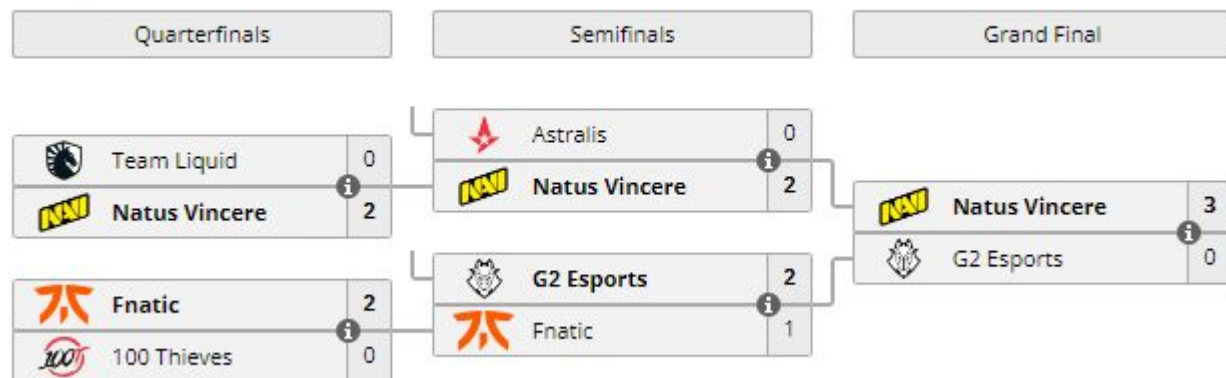 Quarterfinals
Semifinals
Grand Final
Team Liquid 0
Natus Vincere 2
Fnatic 2
100 Thieves 0
Astralis 0
Natus Vincere 2
G2 Esports 2
Fnatic 1
Natus Vincere 3
G2 Esports 0